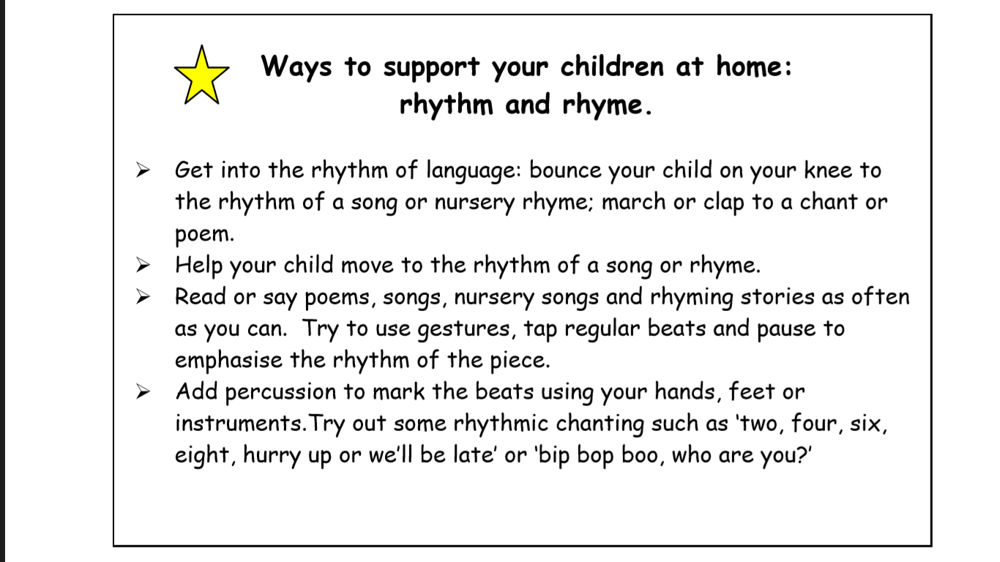 Ways to support your children at home:
rhythm and rhyme.
➢ Get into the rhythm of language: bounce your child on your knee to
the rhythm of a song or nursery rhyme; march or clap to a chant or
poem.
➢ Help your child move to the rhythm of a song or rhyme.
➢ Read or say poems, songs, nursery songs and rhyming stories as often
as you can.  Try to use gestures, tap regular beats and pause to
emphasise the rhythm of the piece.
➢ Add percussion to mark the beats using your hands, feet or
instruments.Try out some rhythmic chanting such as ‘two, four, six,
eight, hurry up or we’ll be late’ or ‘bip bop boo, who are you?’